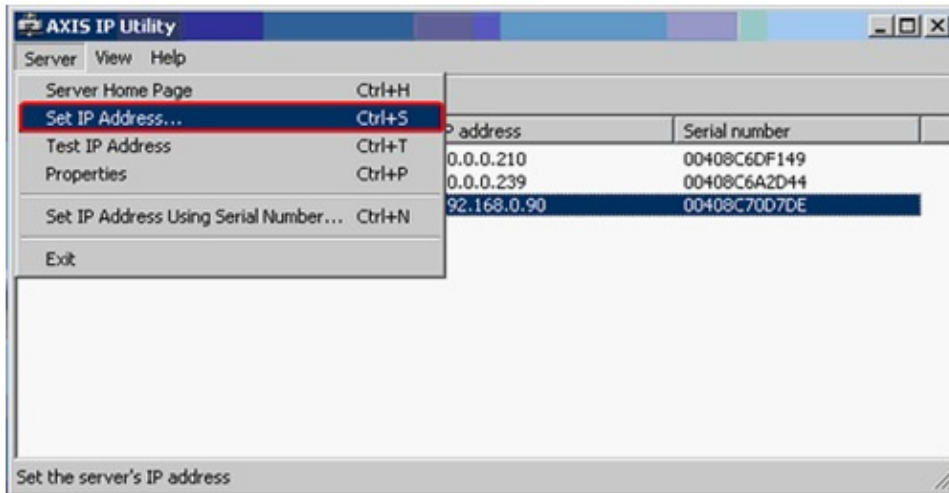 AXIS IP Utility
Server View Help
Server Home Page Ctrl+H
Set IP Address... Ctrl+S
P address Serial number
Test IP Address Ctrl+T
0.0.0.210 00408C6DF149
Properties Ctrl+P
0.0.0.239 00408C6A2D44
92.168.0.90 00408C70D7DE
Set IP Address Using Serial Number... Ctrl+N
Exit
Set the server's IP address